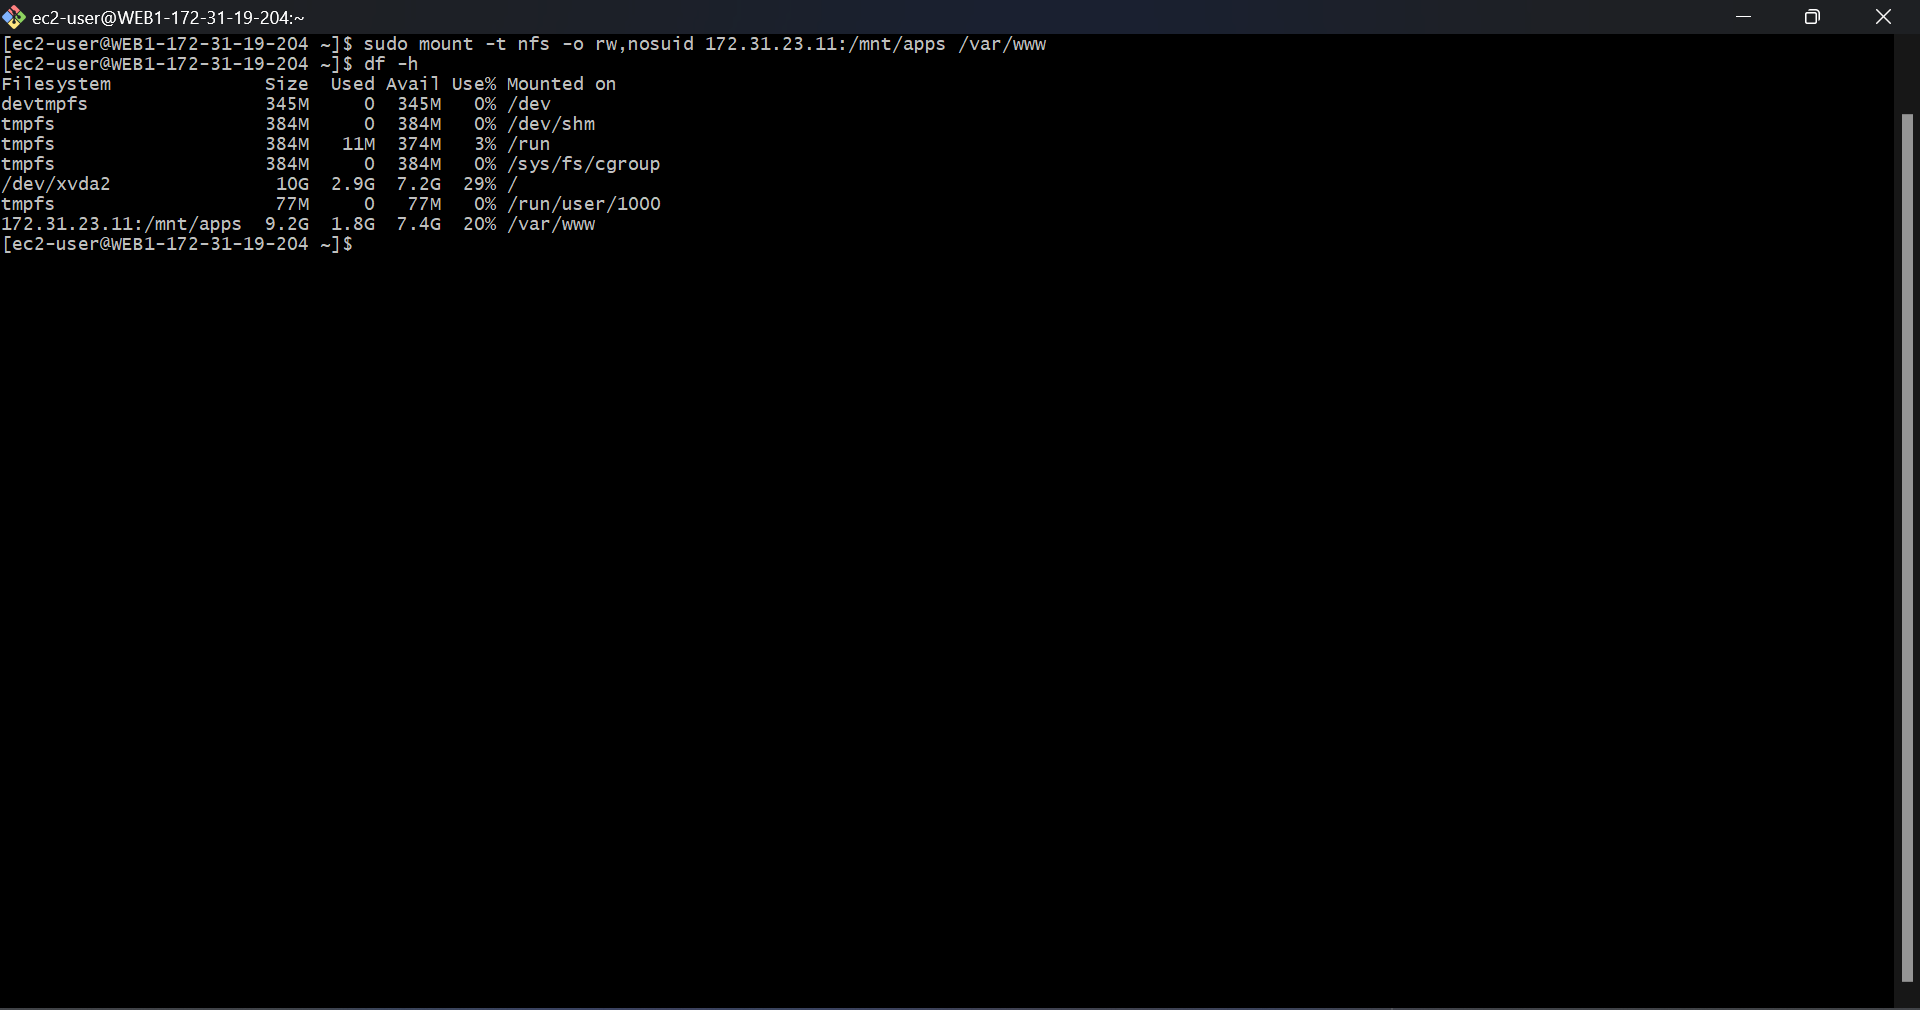 ec2-user@WEB1-172-31-19-204:~
[ec2-user@WEB1-172-31-19-204 ~]$ sudo mount -t nfs -o rw,nosuid 172.31.23.11:/mnt/apps /var/www
[ec2-user@WEB1-172-31-19-204 ~]$ df -h
Filesystem              Size  Used Avail Use% Mounted on
devtmpfs                345M     0  345M   0% /dev
tmpfs                   384M     0  384M   0% /dev/shm
tmpfs                   384M   11M  374M   3% /run
tmpfs                   384M     0  384M   0% /sys/fs/cgroup
/dev/xvda2               10G  2.9G  7.2G  29% /
tmpfs                    77M     0   77M   0% /run/user/1000
172.31.23.11:/mnt/apps  9.2G  1.8G  7.4G  20% /var/www
[ec2-user@WEB1-172-31-19-204 ~]$